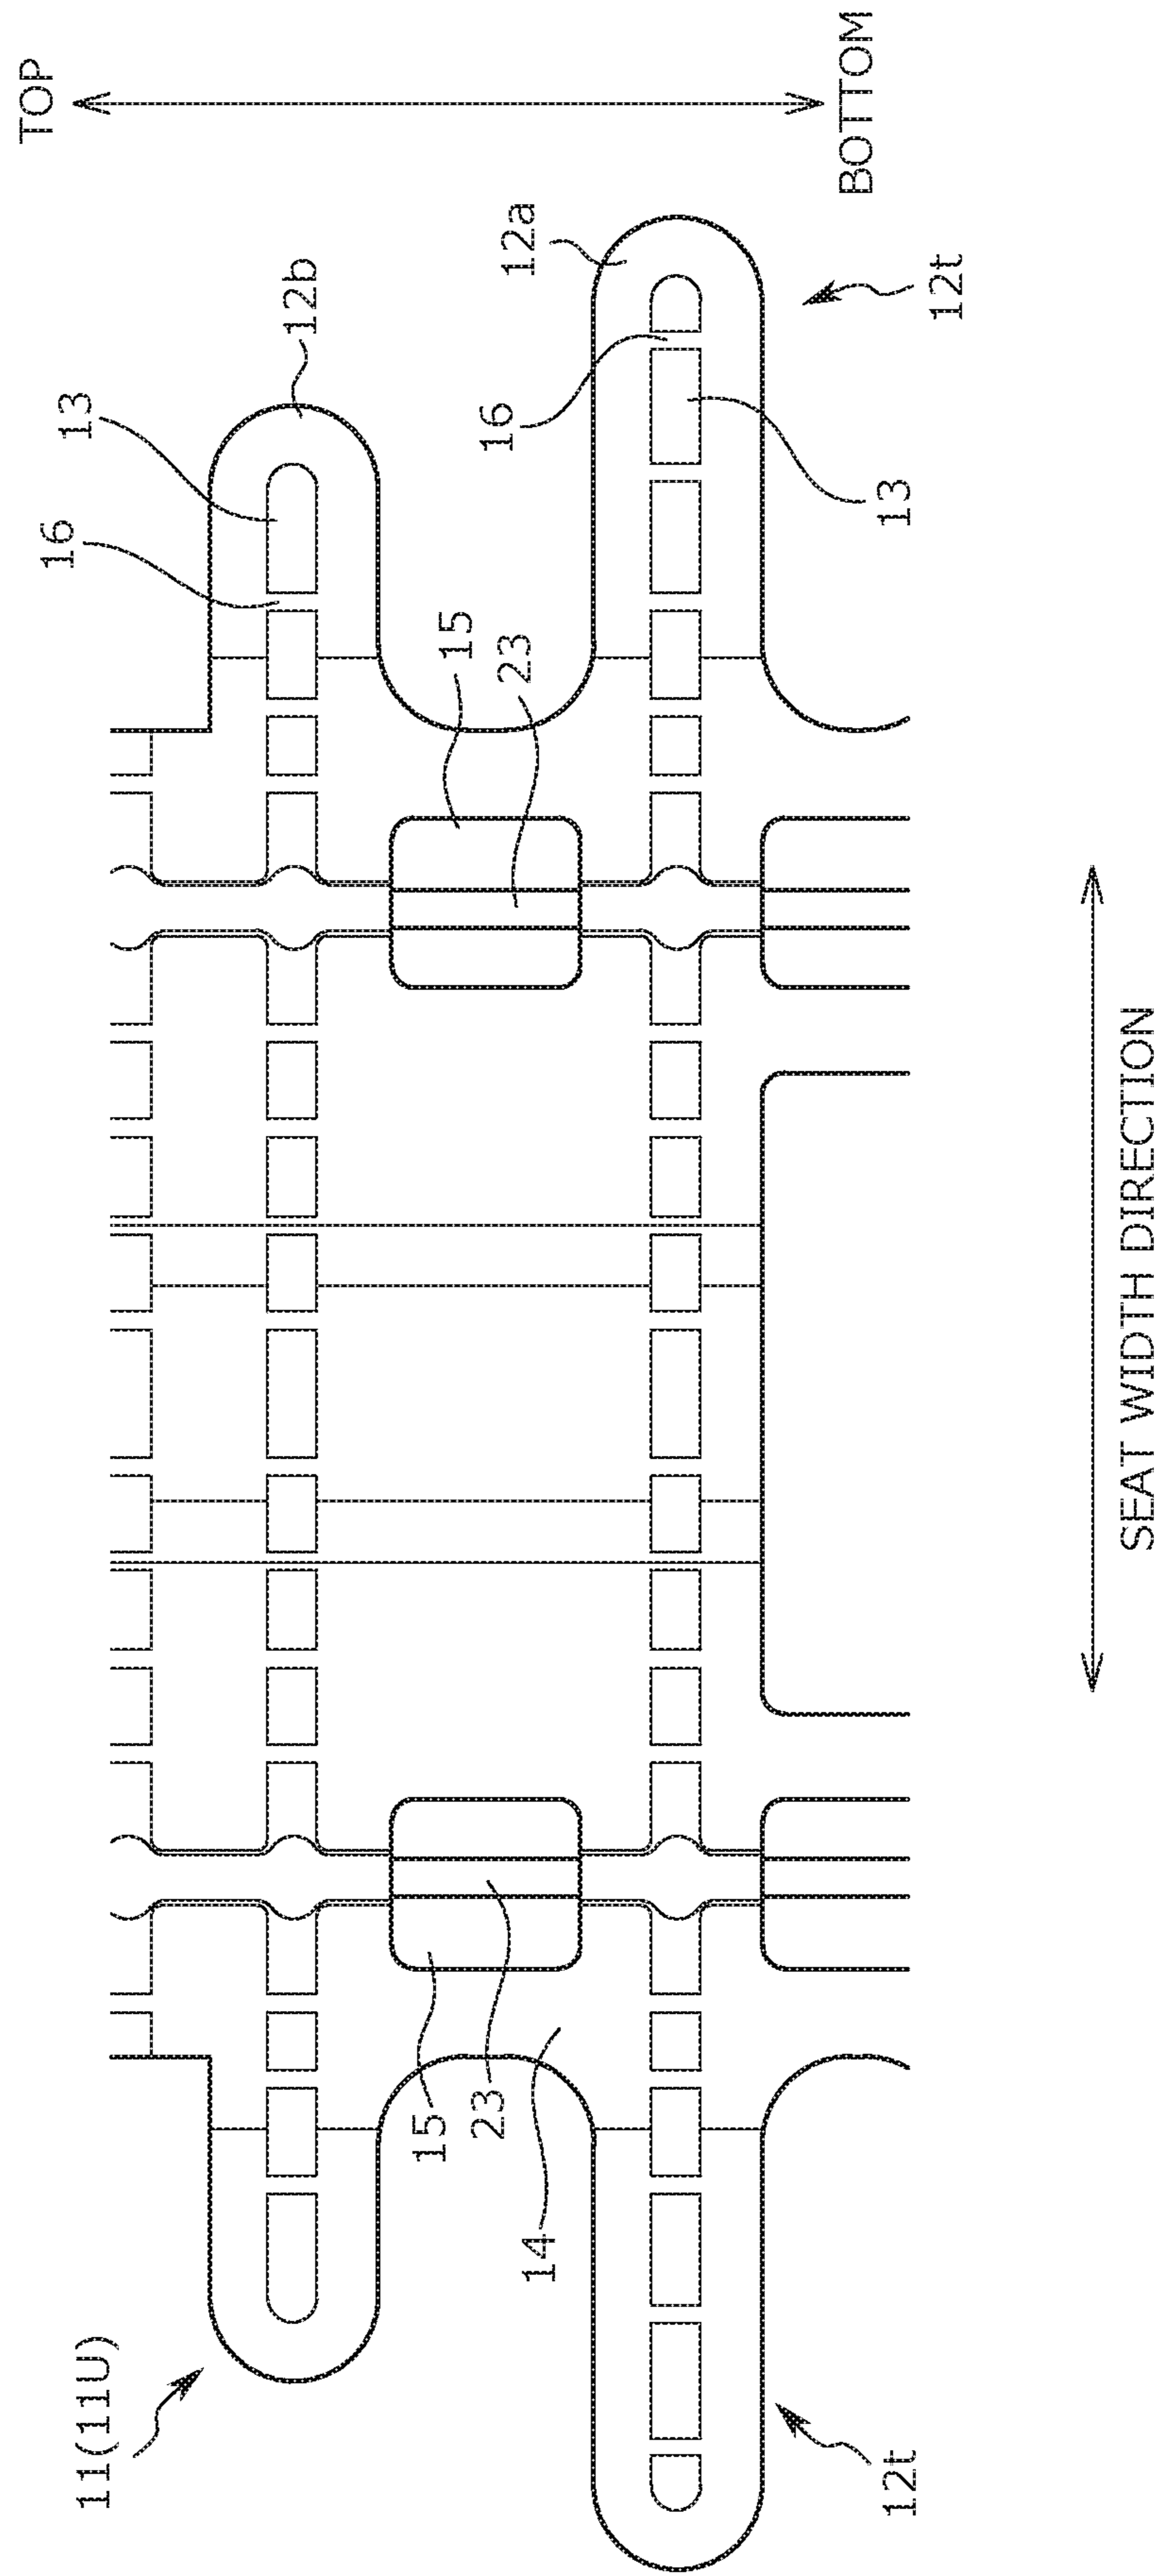 TOP
BOTTOM
12b
12a
12t
13
16
16
13
15
23
SEAT WIDTH DIRECTION
15
23
14
11(11U)
12t